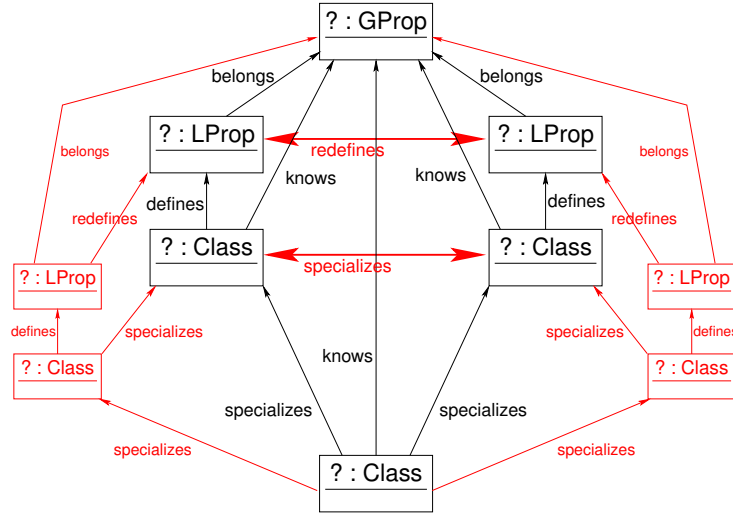 ? : GProp
belongs
belongs
? : LProp
? : LProp
redefines
belongs
belongs
knows
knows
defines
defines
redefines
redefines
? : Class
? : Class
specializes
? : LProp
? : LProp
defines
specializes
specializes
defines
knows
? : Class
? : Class
specializes
specializes
specializes
specializes
? : Class